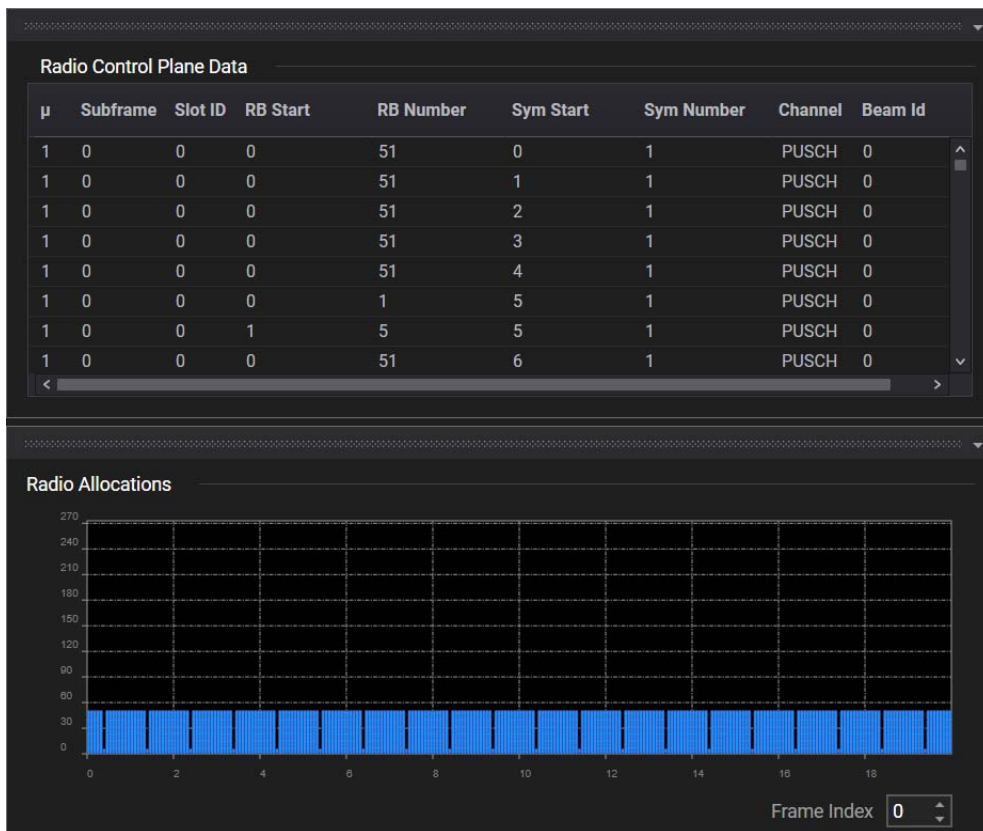 Radio Control Plane Data
μ Subframe Slot ID RB Start RB Number Sym Start Sym Number Channel Beam Id
1 0 0 0 51 0 1 PUSCH 0
1 0 0 0 51 1 1 PUSCH 0
1 0 0 0 51 2 1 PUSCH 0
1 0 0 0 51 3 1 PUSCH 0
1 0 0 0 51 4 1 PUSCH 0
1 0 0 0 1 5 1 PUSCH 0
1 0 0 1 5 5 1 PUSCH 0
1 0 0 0 51 6 1 PUSCH 0
Radio Allocations
270
240
210
180
150
120
90
60
30
0
0 2 4 6 8 10 12 14 16 18
Frame Index 0